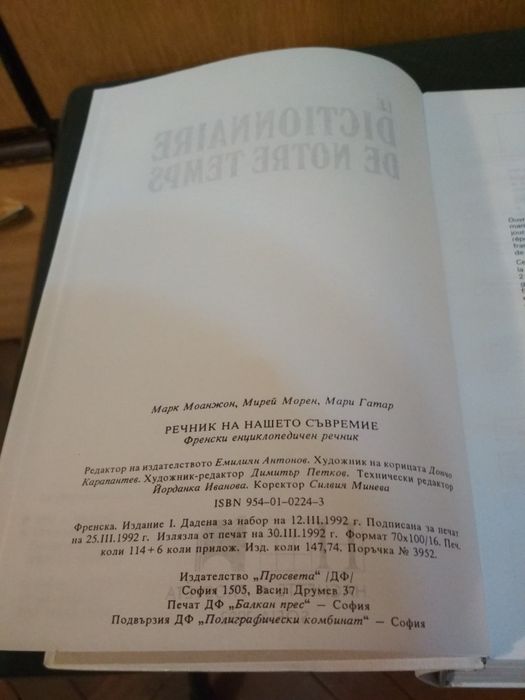 LE
DICTIONNAIRE
DE NOTRE TEMPS
Марк Моанжон, Мирей Морен, Мари Гатар
РЕЧНИК НА НАШЕТО СЪВРЕМИЕ
Френски енциклопедичен речник
Редактор на издателството Емилиян Антонов. Художник на корицата Дончо
Карапантев. Художник-редактор Димитър Петков. Технически редактор
Йорданка Иванова. Коректор Силвия Минева
ISBN 954-01-0224-3
Френска. Издание I. Дадена за набор на 12.III.1992 г. Подписана за печат
на 25.III.1992 г. Излязла от печат на 30.III.1992 г. Формат 70х100/16. Печ.
коли 114+6 коли прилож. Изд. коли 147,74. Поръчка № 3952.
Издателство „Просвета" /ДФ/
София 1505, Васил Друмев 37
Печат ДФ „Балкан прес" — София
Подвързия ДФ „Полиграфически комбинат" — София